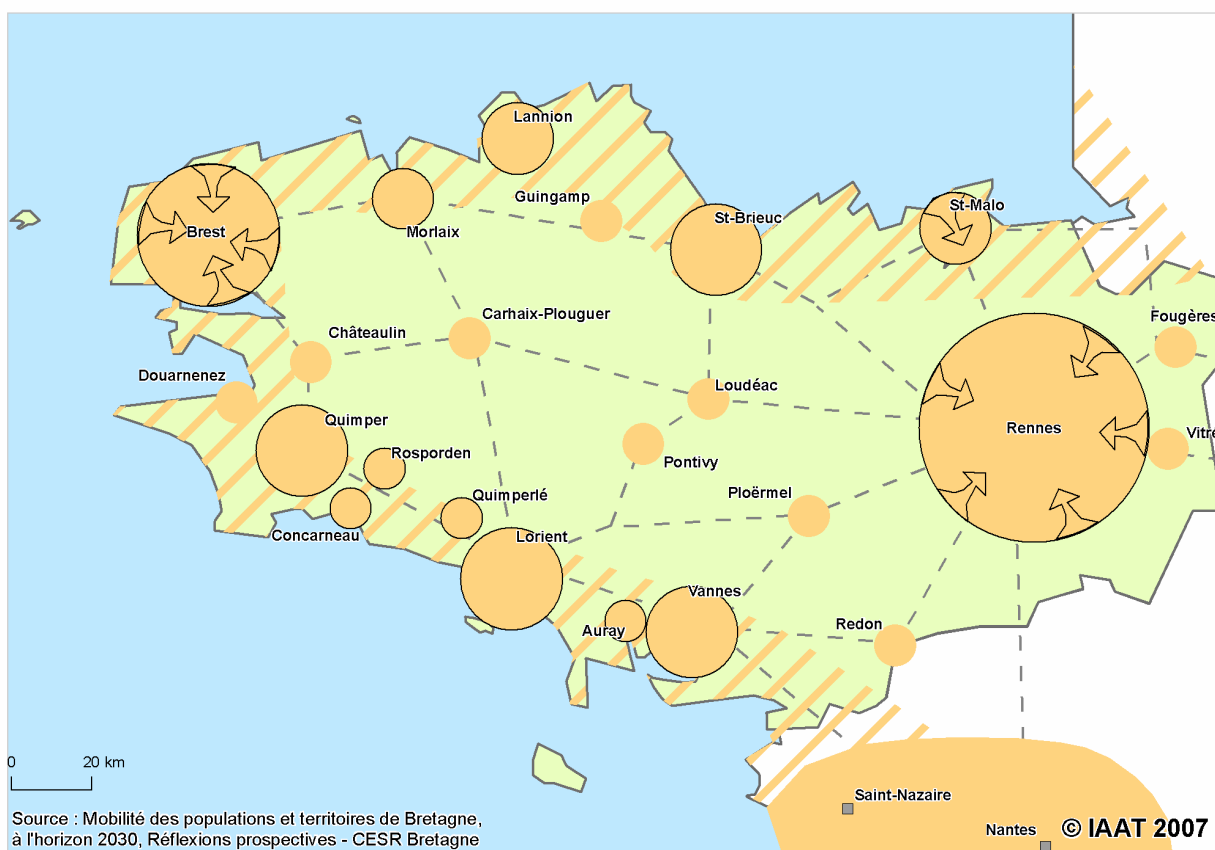 Lannion
Guingamp
St-Malo
St-Brieuc
Brest
Morlaix
Carhaix-Plouguer
Fougères
Châteaulin
Douarnenez
Loudéac
Quimper
Rennes
Vitré
Rosporden
Pontivy
Quimperlé
Ploërmel
Concarneau
Lorient
Vannes
Auray
Redon
0 20 km
Saint-Nazaire
Source : Mobilité des populations et territoires de Bretagne,
à l'horizon 2030, Réflexions prospectives - CESR Bretagne
Nantes
© IAAT 2007